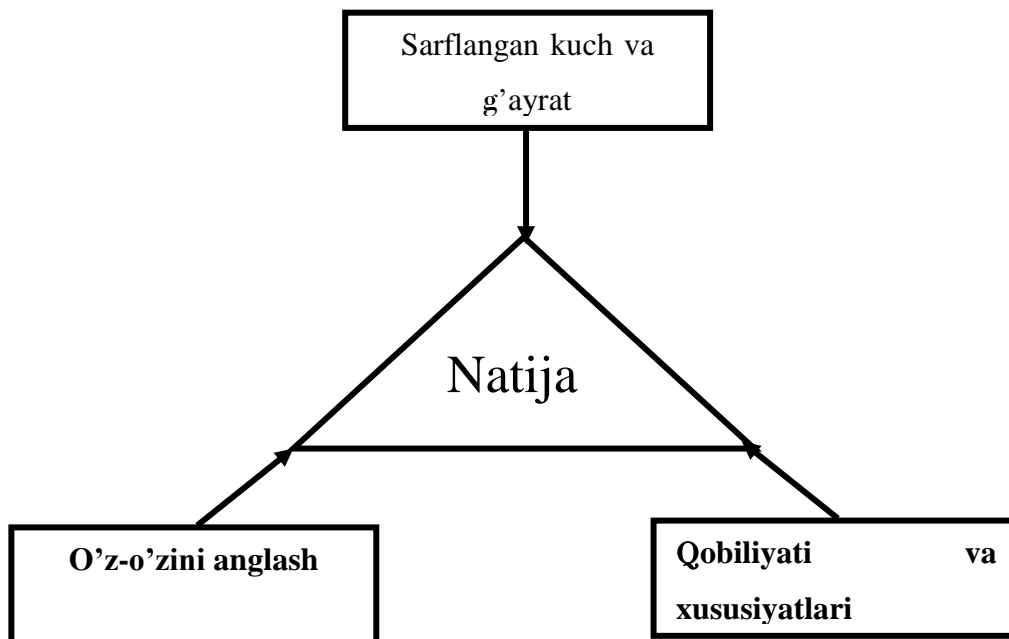 Sarflangan kuch va
g’ayrat
Natija
O’z-o’zini anglash
Qobiliyati va
xususiyatlari